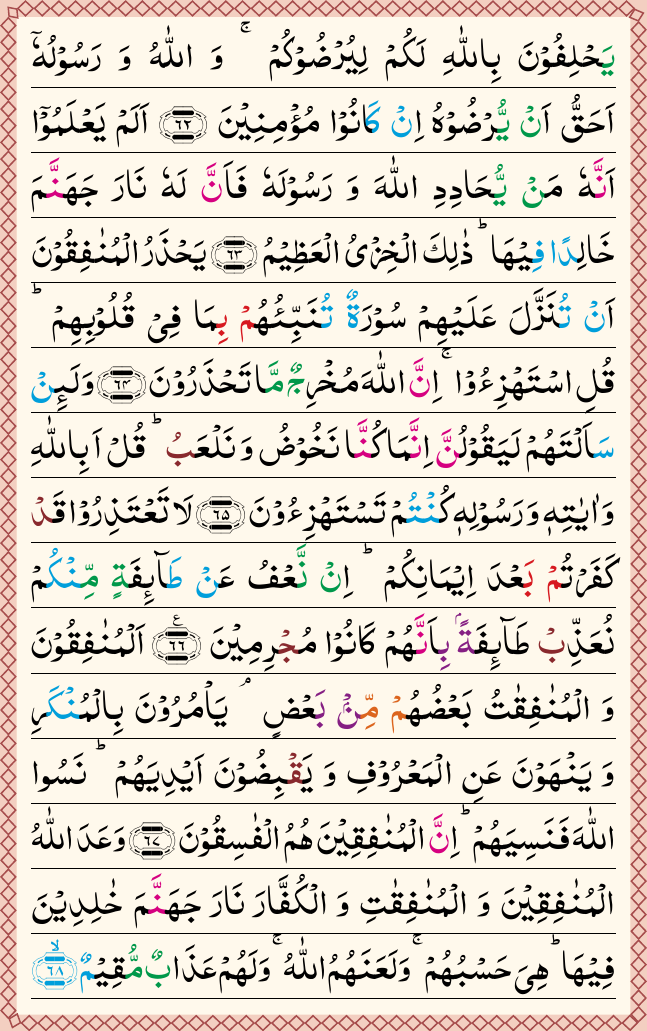 يَحْلِفُوْنَ بِاللّٰهِ لَكُمْ لِيُرْضُوْكُمْ ۚ وَ اللّٰهُ وَ رَسُوْلُهٗۤ
اَحَقُّ اَنْ يُّرْضُوْهُ اِنْ كَانُوْا مُؤْمِنِيْنَ ﴿۶۲﴾ اَلَمْ يَعْلَمُوْۤا
اَنَّهٗ مَنْ يُّحَادِدِ اللّٰهَ وَ رَسُوْلَهٗ فَاَنَّ لَهٗ نَارَ جَهَنَّمَ
خَالِدًا فِيْهَا ؕ ذٰلِكَ الْخِزْىُ الْعَظِيْمُ ﴿۶۳﴾ يَحْذَرُ الْمُنٰفِقُوْنَ
اَنْ تُنَزَّلَ عَلَيْهِمْ سُوْرَةٌ تُنَبِّئُهُمْ بِمَا فِىْ قُلُوْبِهِمْ ؕ
قُلِ اسْتَهْزِءُوْا ۚ اِنَّ اللّٰهَ مُخْرِجٌ مَّا تَحْذَرُوْنَ ﴿۶۴﴾ وَلَئِنْ
سَاَلْتَهُمْ لَيَقُوْلُنَّ اِنَّمَا كُنَّا نَخُوْضُ وَ نَلْعَبُ ؕ قُلْ اَبِاللّٰهِ
وَاٰيٰتِهٖ وَرَسُوْلِهٖ كُنْتُمْ تَسْتَهْزِءُوْنَ ﴿۶۵﴾ لَا تَعْتَذِرُوْا قَدْ
كَفَرْتُمْ بَعْدَ اِيْمَانِكُمْ ؕ اِنْ نَّعْفُ عَنْ طَآئِفَةٍ مِّنْكُمْ
نُعَذِّبْ طَآئِفَةًۢ بِاَنَّهُمْ كَانُوْا مُجْرِمِيْنَ ﴿۶۶﴾ع اَلْمُنٰفِقُوْنَ
وَ الْمُنٰفِقٰتُ بَعْضُهُمْ مِّنْۢ بَعْضٍ ۘ يَاْمُرُوْنَ بِالْمُنْكَرِ
وَ يَنْهَوْنَ عَنِ الْمَعْرُوْفِ وَ يَقْبِضُوْنَ اَيْدِيَهُمْ ؕ نَسُوا
اللّٰهَ فَنَسِيَهُمْ ؕ اِنَّ الْمُنٰفِقِيْنَ هُمُ الْفٰسِقُوْنَ ﴿۶۷﴾ وَعَدَ اللّٰهُ
الْمُنٰفِقِيْنَ وَ الْمُنٰفِقٰتِ وَ الْكُفَّارَ نَارَ جَهَنَّمَ خٰلِدِيْنَ
فِيْهَا ؕ هِىَ حَسْبُهُمْ ۚ وَلَعَنَهُمُ اللّٰهُ ۚ وَلَهُمْ عَذَابٌ مُّقِيْمٌ ﴿۶۸﴾ۙ